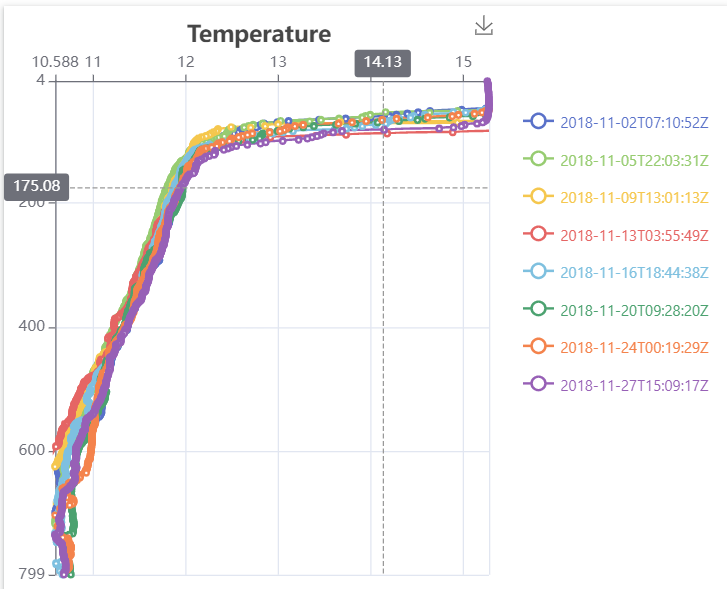 Temperature
10.588 11 12 13 14.13 15
4
175.08
200
400
600
799
2018-11-02T07:10:52Z
2018-11-05T22:03:31Z
2018-11-09T13:01:13Z
2018-11-13T03:55:49Z
2018-11-16T18:44:38Z
2018-11-20T09:28:20Z
2018-11-24T00:19:29Z
2018-11-27T15:09:17Z